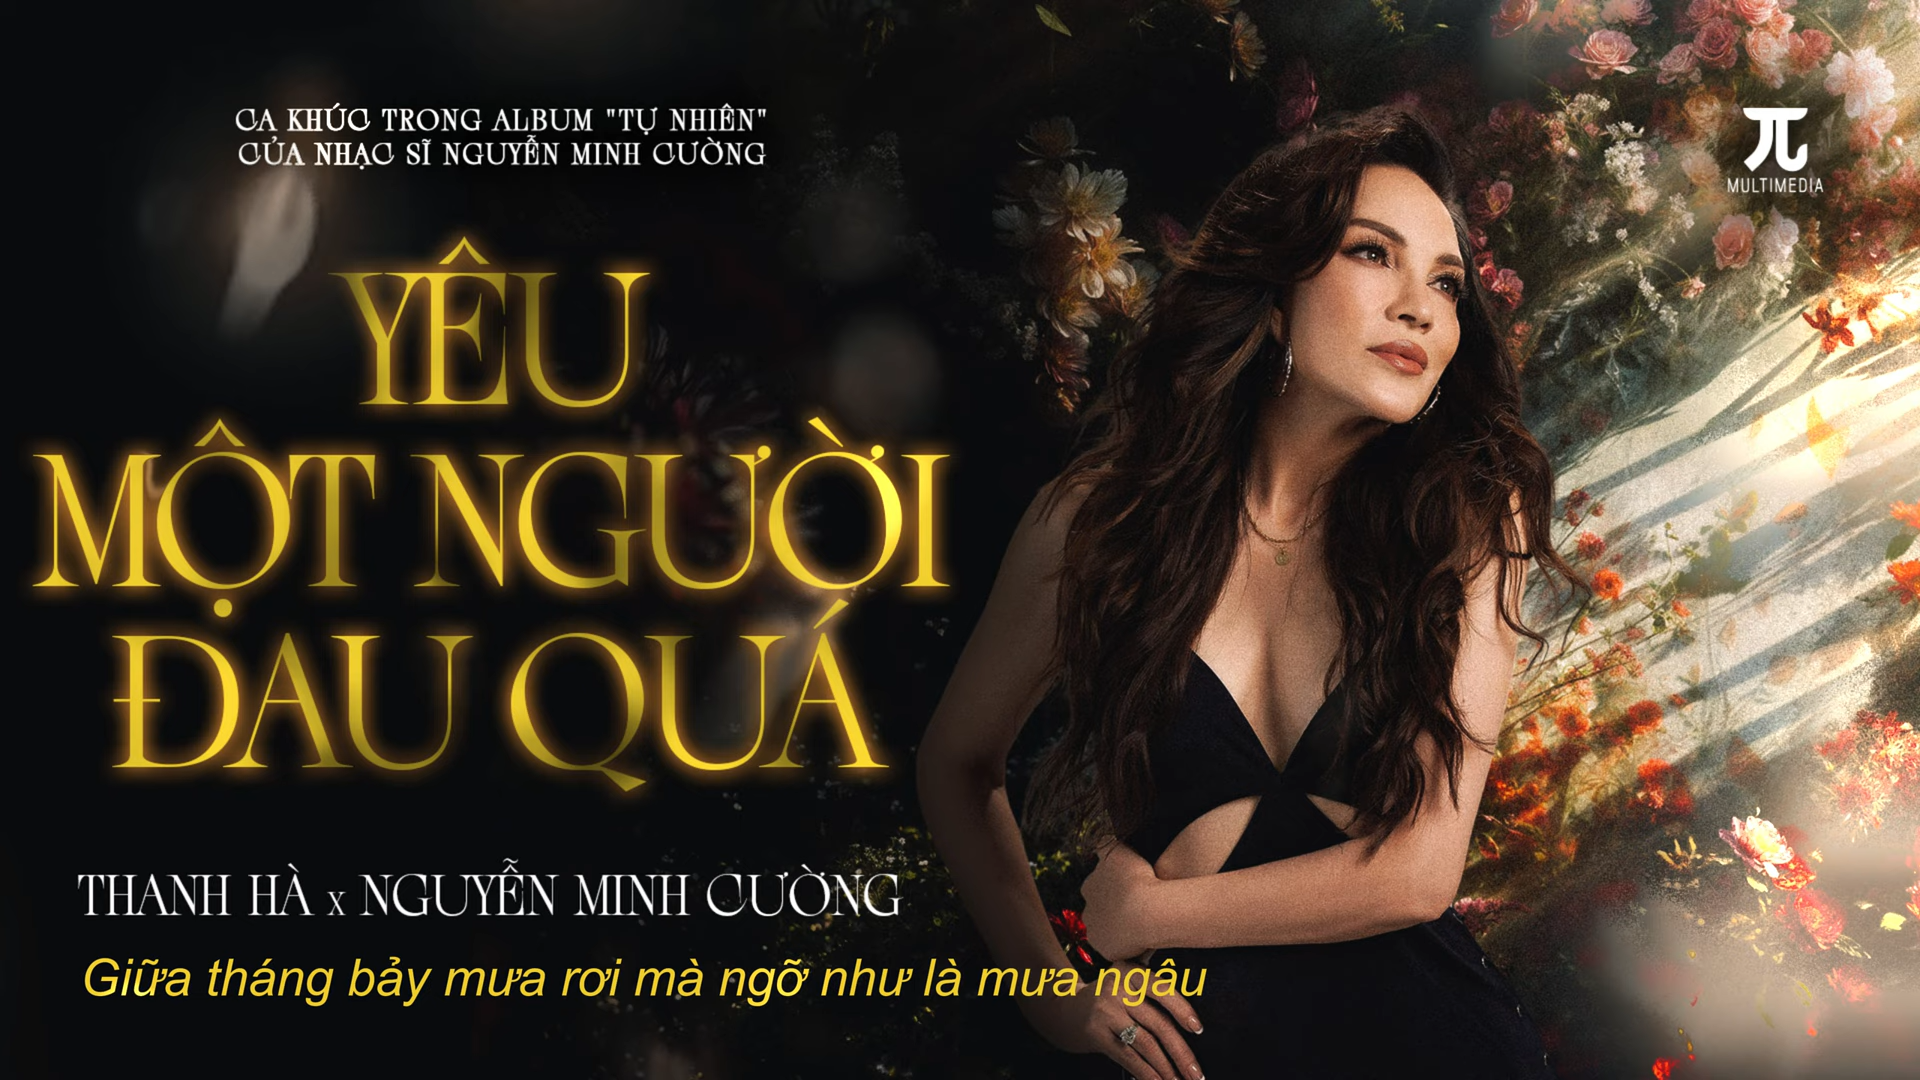 CA KHÚC TRONG ALBUM "TỰ NHIÊN"
CỦA NHẠC SĨ NGUYỄN MINH CƯỜNG
MULTIMEDIA
YÊU
MỘT NGƯỜI
ĐAU QUÁ
THANH HÀ x NGUYỄN MINH CƯỜNG
Giữa tháng bảy mưa rơi mà ngỡ như là mưa ngâu